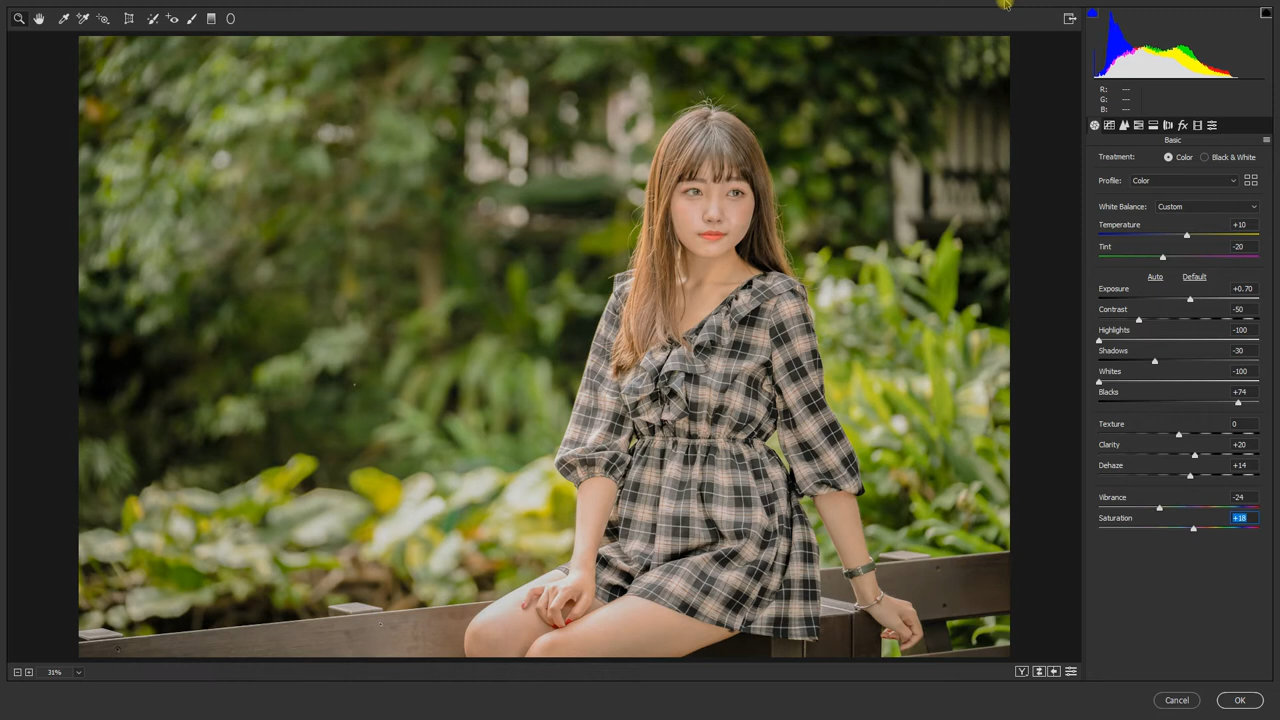 R: ---
G: ---
B: ---
fx
Basic
Treatment: Color Black & White
Profile: Color
White Balance: Custom
Temperature +10
Tint -20
Auto Default
Exposure +0.70
Contrast -50
Highlights -100
Shadows -30
Whites -100
Blacks +74
Texture 0
Clarity +20
Dehaze +14
Vibrance -24
Saturation +18
31%
Y
Cancel OK